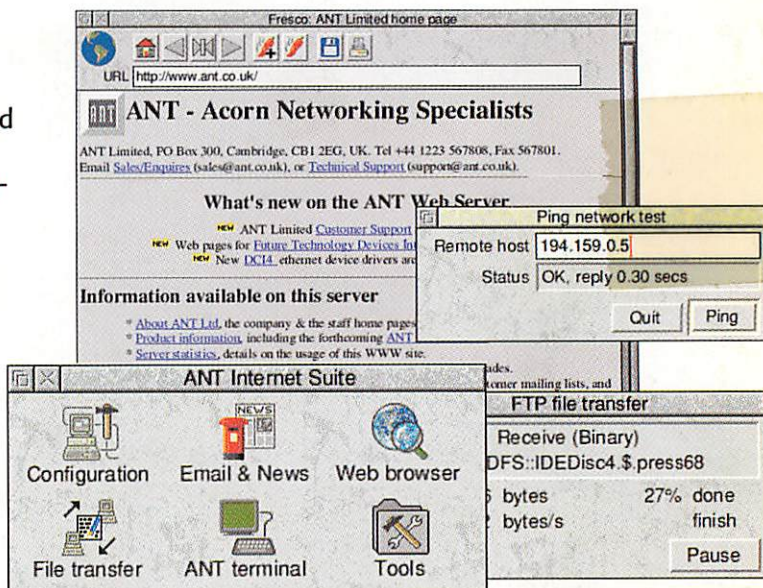 d
-
Fresco: ANT Limited home page
URL http://www.ant.co.uk/
ANT - Acorn Networking Specialists
ANT Limited, PO Box 300, Cambridge, CB1 2EG, UK. Tel +44 1223 567808, Fax 567801.
Email Sales/Enquires (sales@ant.co.uk), or Technical Support (support@ant.co.uk).
What's new on the ANT Web Server
NEW ANT Limited Customer Support
NEW Web pages for Future Technology Devices
NEW New DCI4 ethernet device drivers are
Information available on this server
* About ANT Ltd, the company & the staff home pages
* Product information, including the forthcoming ANT
* Server statistics, details on the usage of this WWW site.
mailing lists, and
Ping network test
Remote host 194.159.0.5
Status OK, reply 0.30 secs
Quit Ping
ANT Internet Suite
NEWS
Configuration Email & News Web browser
File transfer ANT terminal Tools
FTP file transfer
Receive (Binary)
DFS::IDEDisc4.$.press68
bytes 27% done
bytes/s finish
Pause